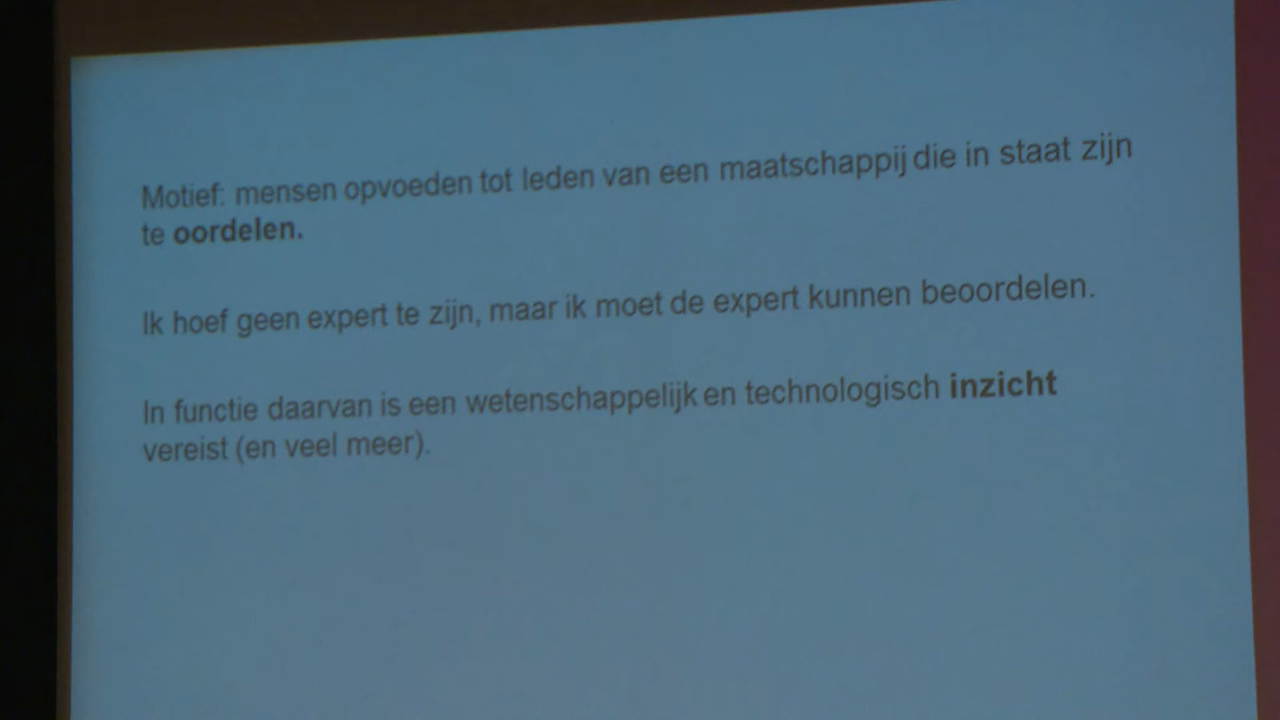 Motief: mensen opvoeden tot leden van een maatschappij die in staat zijn
te oordelen.
Ik hoef geen expert te zijn, maar ik moet de expert kunnen beoordelen.
In functie daarvan is een wetenschappelijk en technologisch inzicht
vereist (en veel meer).